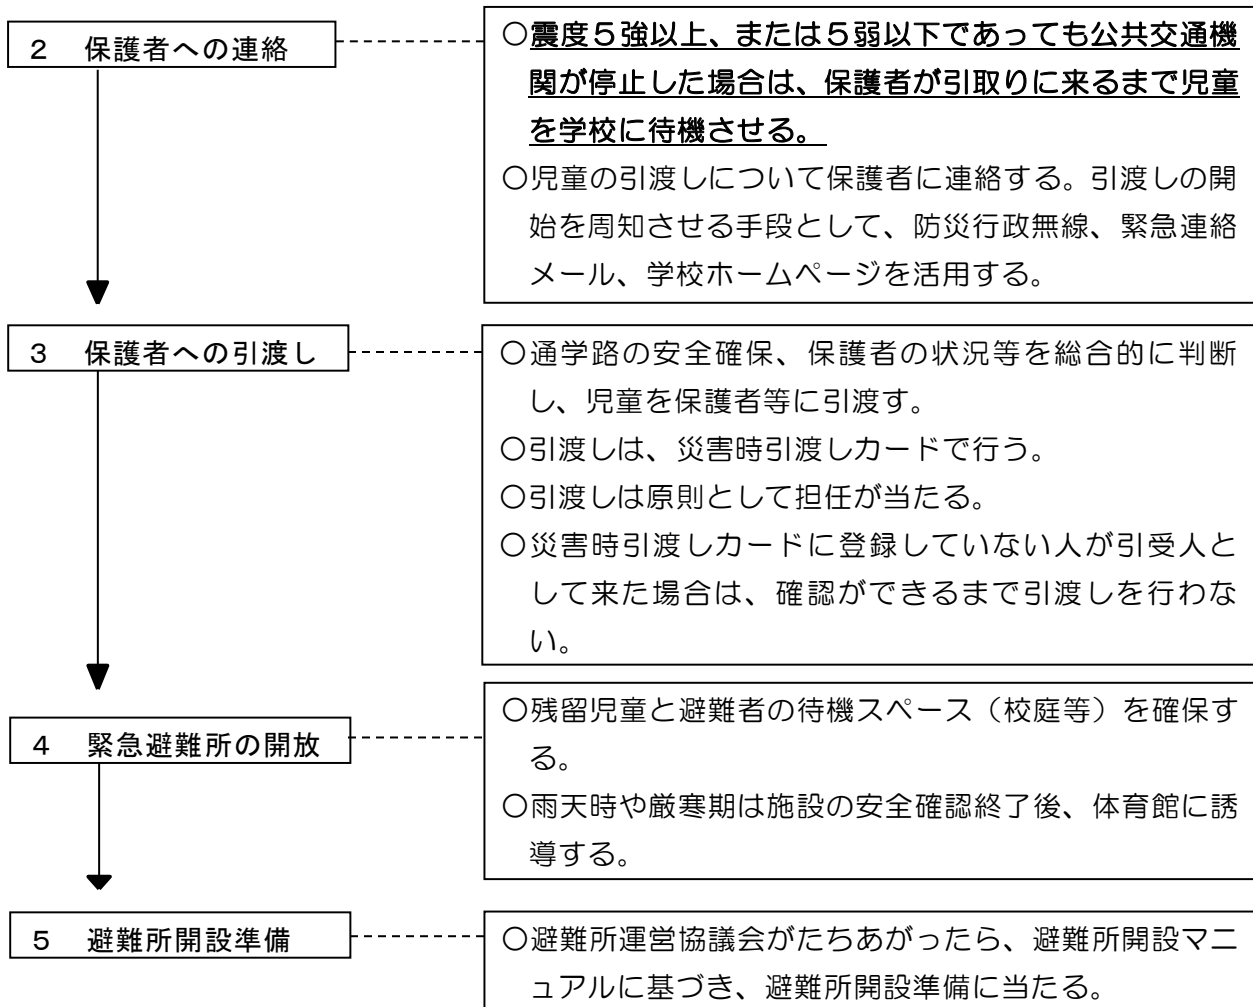 ２　保護者への連絡
○震度５強以上、または５弱以下であっても公共交通機
関が停止した場合は、保護者が引取りに来るまで児童
を学校に待機させる。
○児童の引渡しについて保護者に連絡する。引渡しの開
始を周知させる手段として、防災行政無線、緊急連絡
メール、学校ホームページを活用する。
３　保護者への引渡し
○通学路の安全確保、保護者の状況等を総合的に判断
し、児童を保護者等に引渡す。
○引渡しは、災害時引渡しカードで行う。
○引渡しは原則として担任が当たる。
○災害時引渡しカードに登録していない人が引受人と
して来た場合は、確認ができるまで引渡しを行わな
い。
４　緊急避難所の開放
○残留児童と避難者の待機スペース（校庭等）を確保す
る。
○雨天時や厳寒期は施設の安全確認終了後、体育館に誘
導する。
５　避難所開設準備
○避難所運営協議会がたちあがったら、避難所開設マニ
ュアルに基づき、避難所開設準備に当たる。